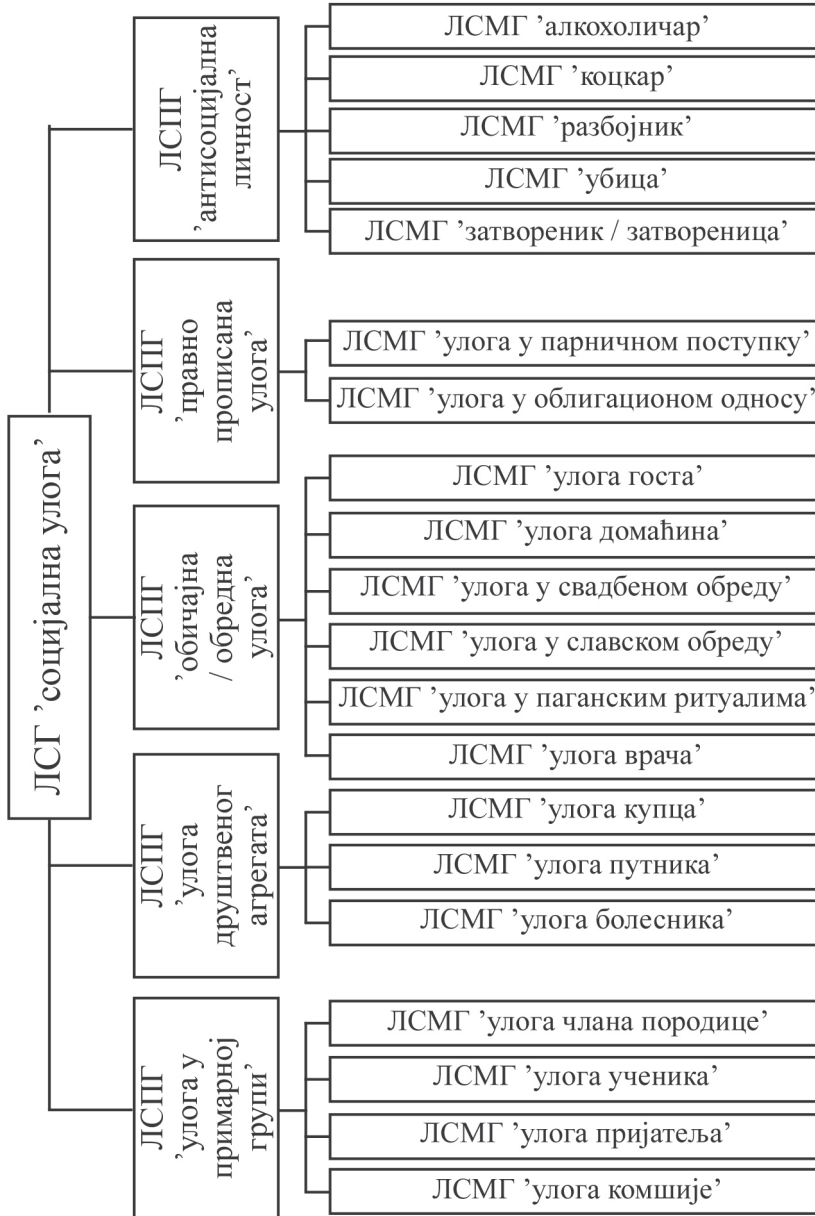 ЛСГ ’социјална улога’
ЛСПГ
’антисоцијална
личност’
ЛСМГ ’алкохоличар’
ЛСМГ ’коцкар’
ЛСМГ ’разбојник’
ЛСМГ ’убица’
ЛСМГ ’затвореник / затвореница’
ЛСПГ
’правно
прописана
улога’
ЛСМГ ’улога у парничном поступку’
ЛСМГ ’улога у облигационом односу’
ЛСПГ
’обичајна
/ обредна
улога’
ЛСМГ ’улога госта’
ЛСМГ ’улога домаћина’
ЛСМГ ’улога у свадбеном обреду’
ЛСМГ ’улога у славском обреду’
ЛСМГ ’улога у паганским ритуалима’
ЛСМГ ’улога врача’
ЛСПГ
’улога
друштвеног
агрегата’
ЛСМГ ’улога купца’
ЛСМГ ’улога путника’
ЛСМГ ’улога болесника’
ЛСПГ
’улога у
примарној
групи’
ЛСМГ ’улога члана породице’
ЛСМГ ’улога ученика’
ЛСМГ ’улога пријатеља’
ЛСМГ ’улога комшије’